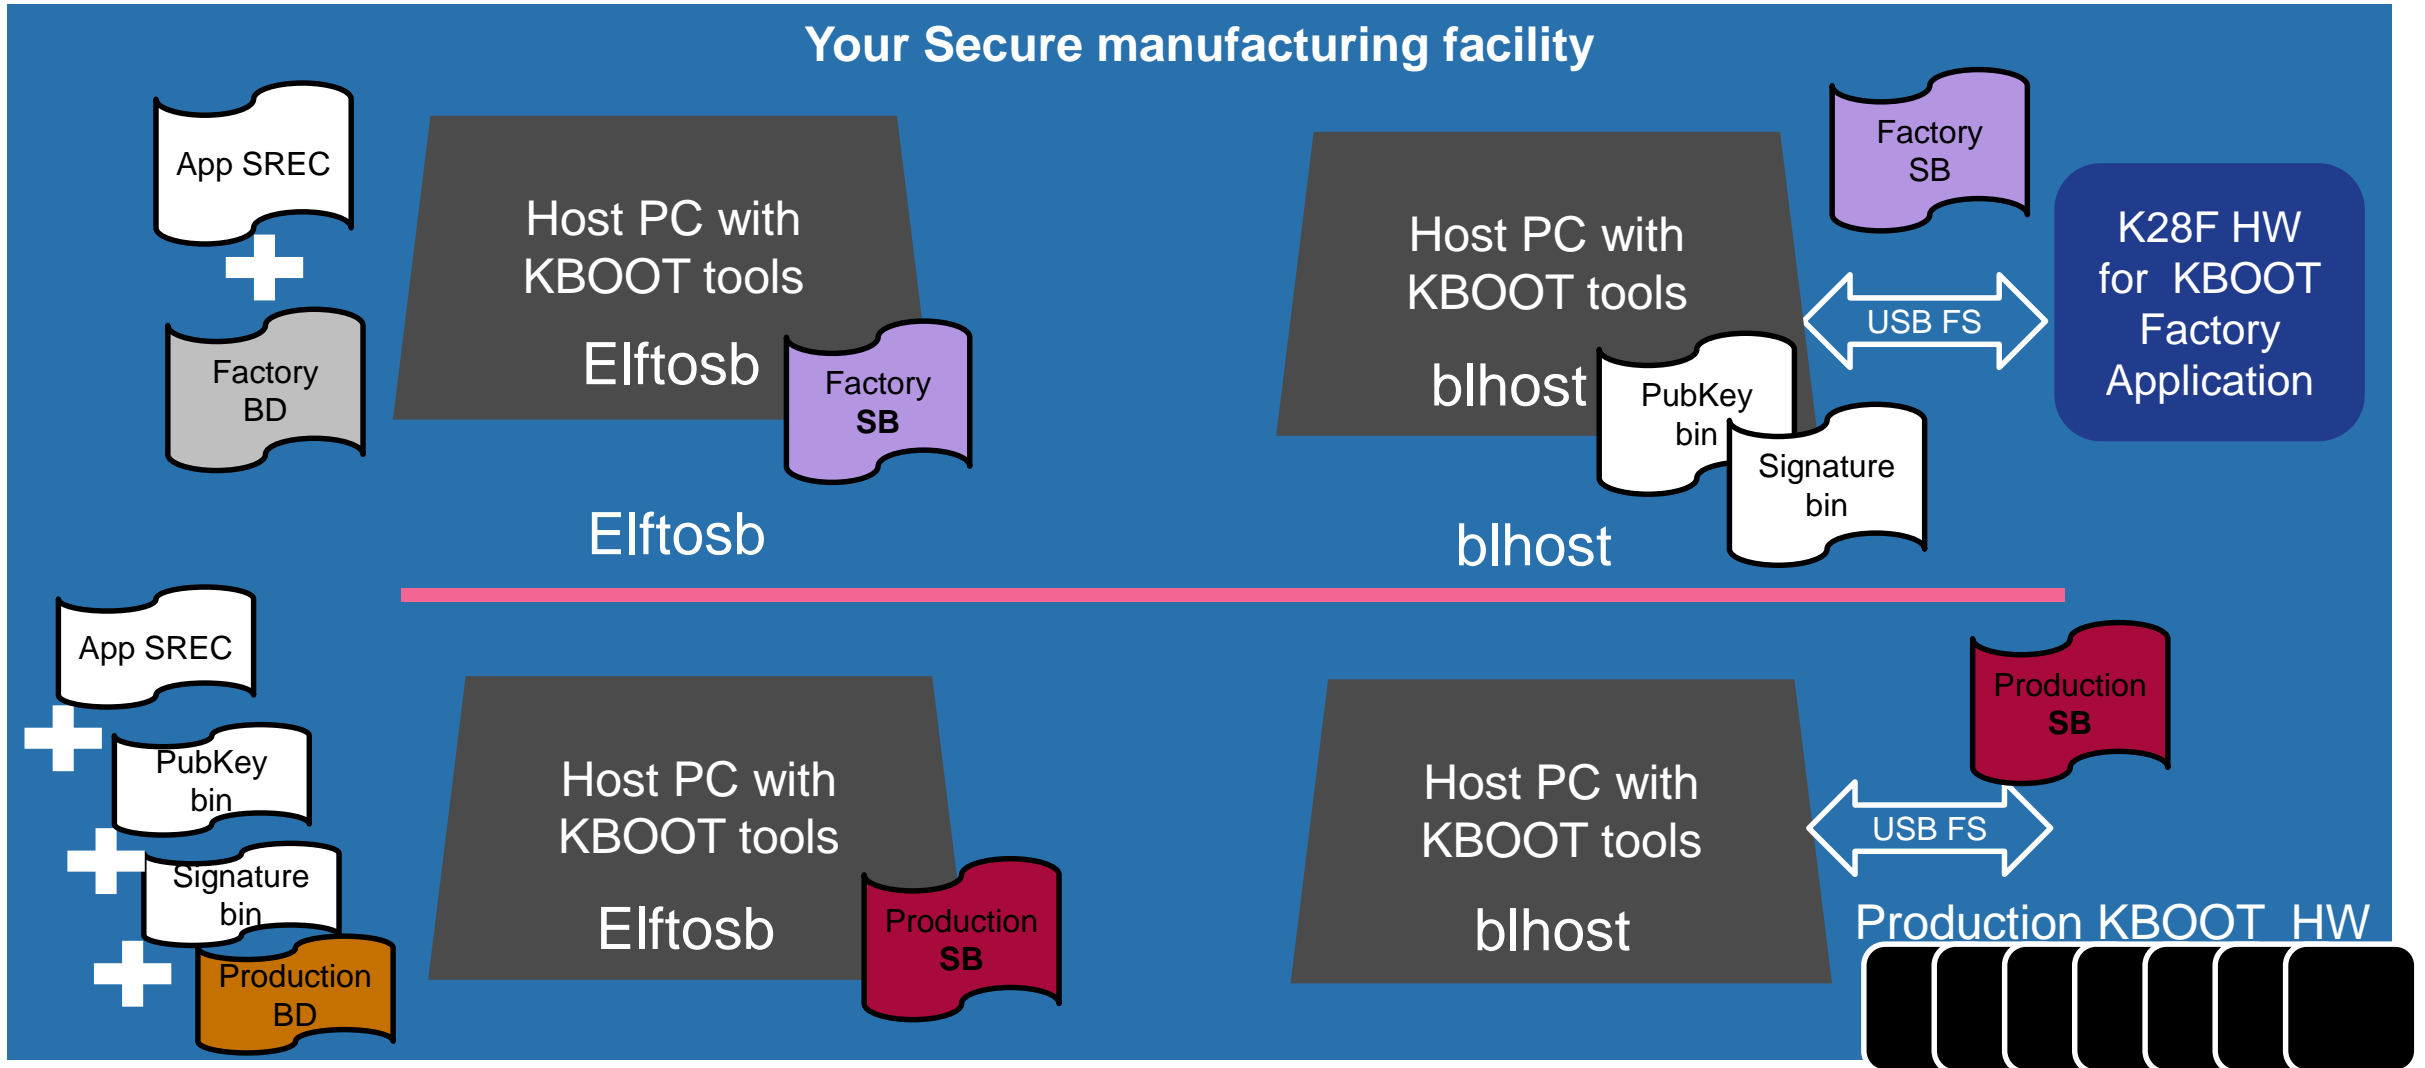 Your Secure manufacturing facility
App SREC
Factory
BD
Host PC with
KBOOT tools
Elftosb
Factory
SB
Elftosb
Host PC with
KBOOT tools
blhost
PubKey
bin
Signature
bin
blhost
Factory
SB
USB FS
K28F HW
for KBOOT
Factory
Application
App SREC
PubKey
bin
Signature
bin
Production
BD
Host PC with
KBOOT tools
Elftosb
Production
SB
Host PC with
KBOOT tools
blhost
Production
SB
USB FS
Production KBOOT HW